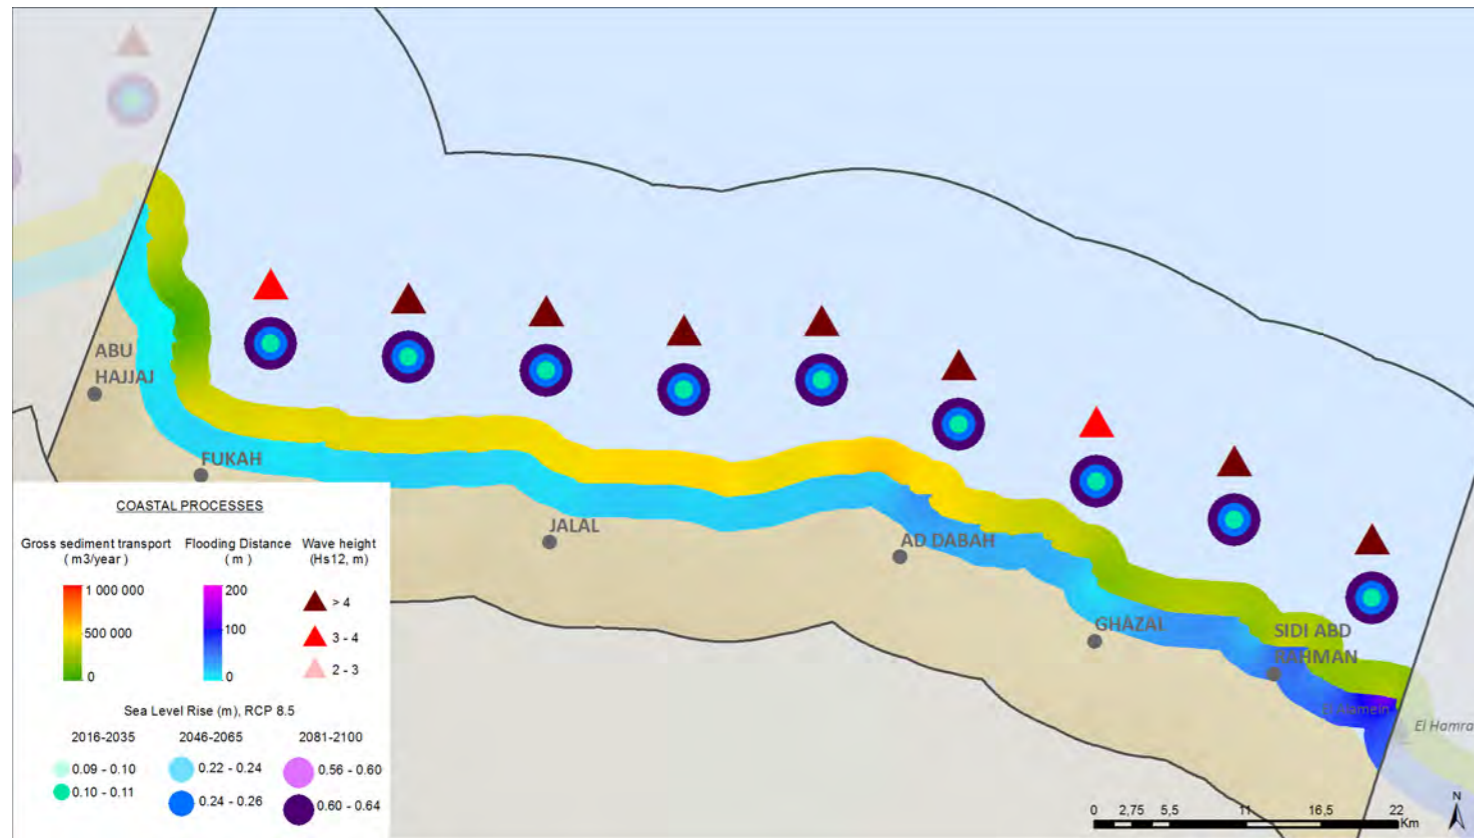 ABU
HAJJAJ
FUKAH
JALAL
AD DABAH
GHAZAL
SIDI ABD
RAHMAN
El Alamein
El Hamra
COASTAL PROCESSES
Gross sediment transport
( m3/year )
1 000 000
500 000
0
Flooding Distance
( m )
200
100
0
Wave height
(Hs12, m)
> 4
3 - 4
2 - 3
Sea Level Rise (m), RCP 8.5
2016-2035
2046-2065
2081-2100
0.09 - 0.10
0.22 - 0.24
0.56 - 0.60
0.10 - 0.11
0.24 - 0.26
0.60 - 0.64
0 2,75 5,5 11 16,5 22
Km
N